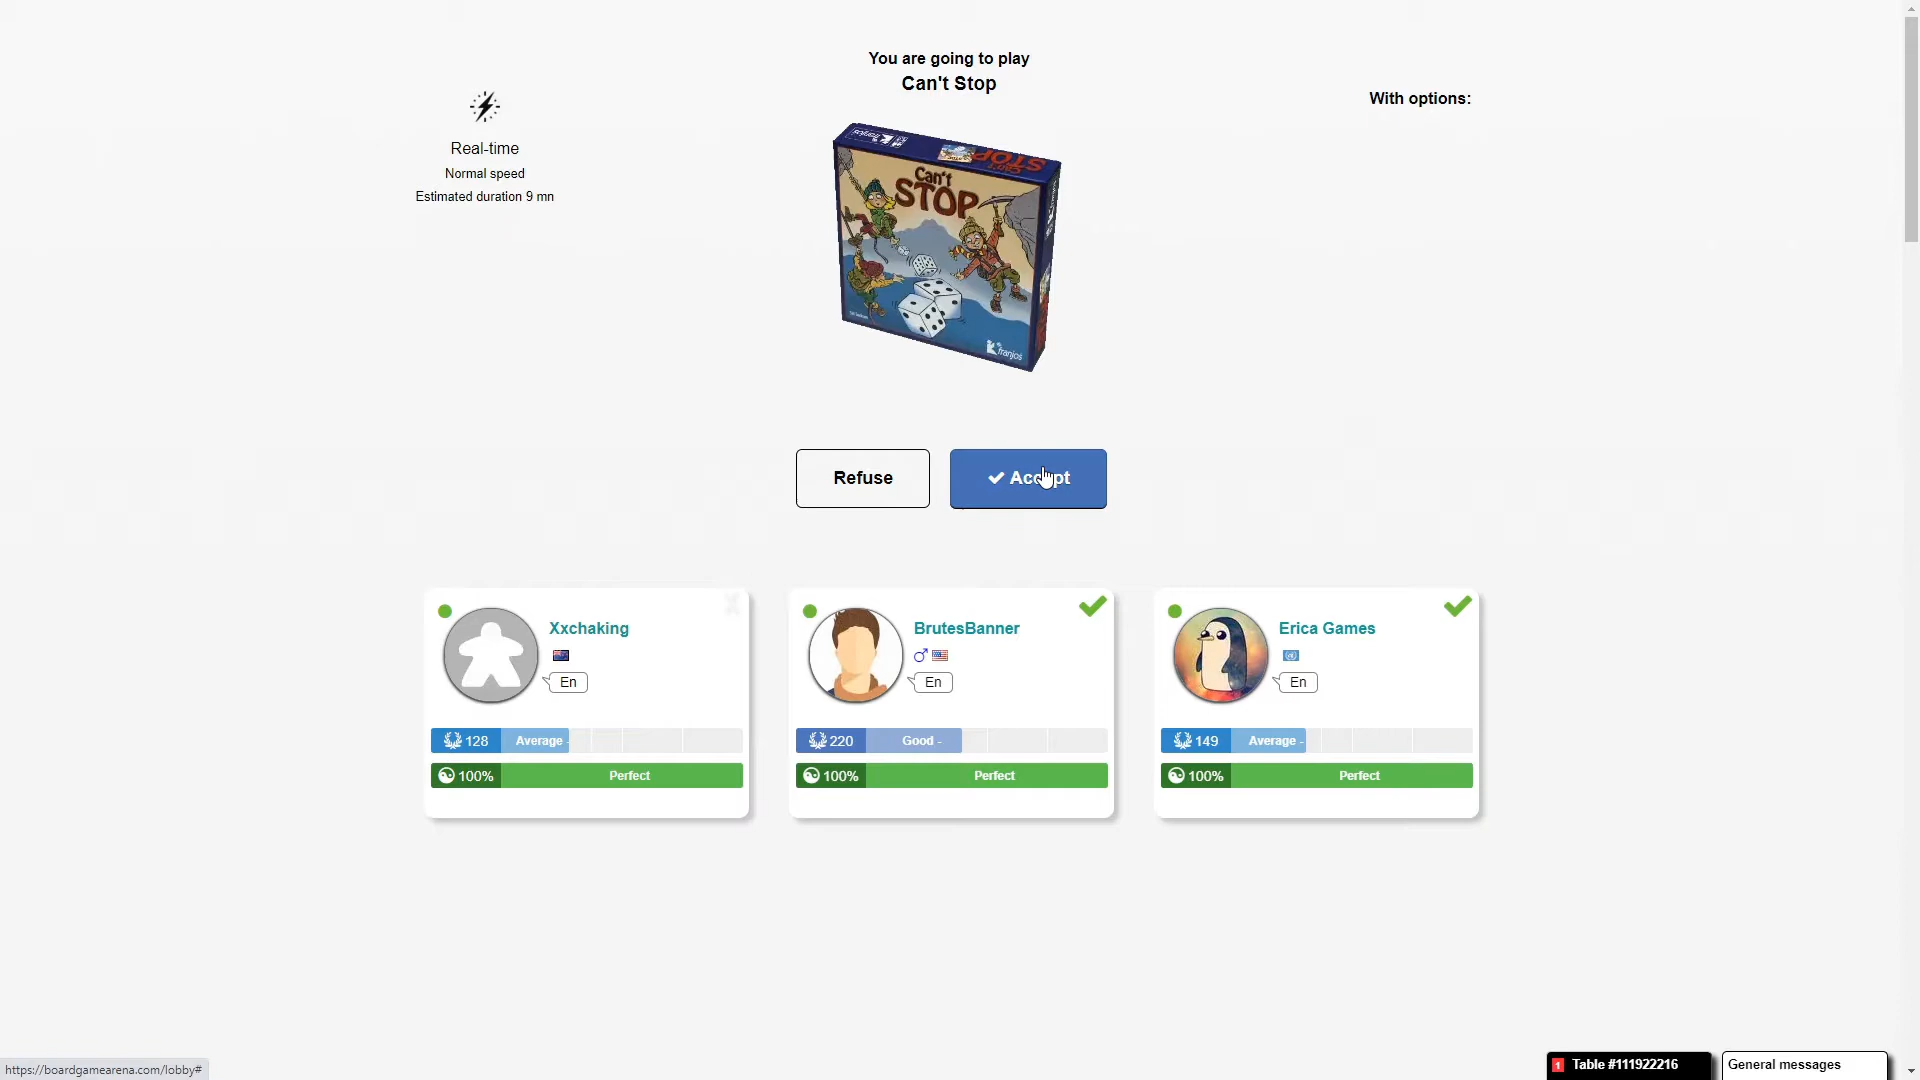 You are going to play
Can't Stop
Real-time
Normal speed
Estimated duration 9 mn
With options:
Can't
STOP
franjos
Refuse
Accept
Xxchaking
En
128 Average -
100% Perfect
BrutesBanner
En
220 Good -
100% Perfect
Erica Games
En
149 Average -
100% Perfect
https://boardgamearena.com/lobby#
1 Table #111922216
General messages